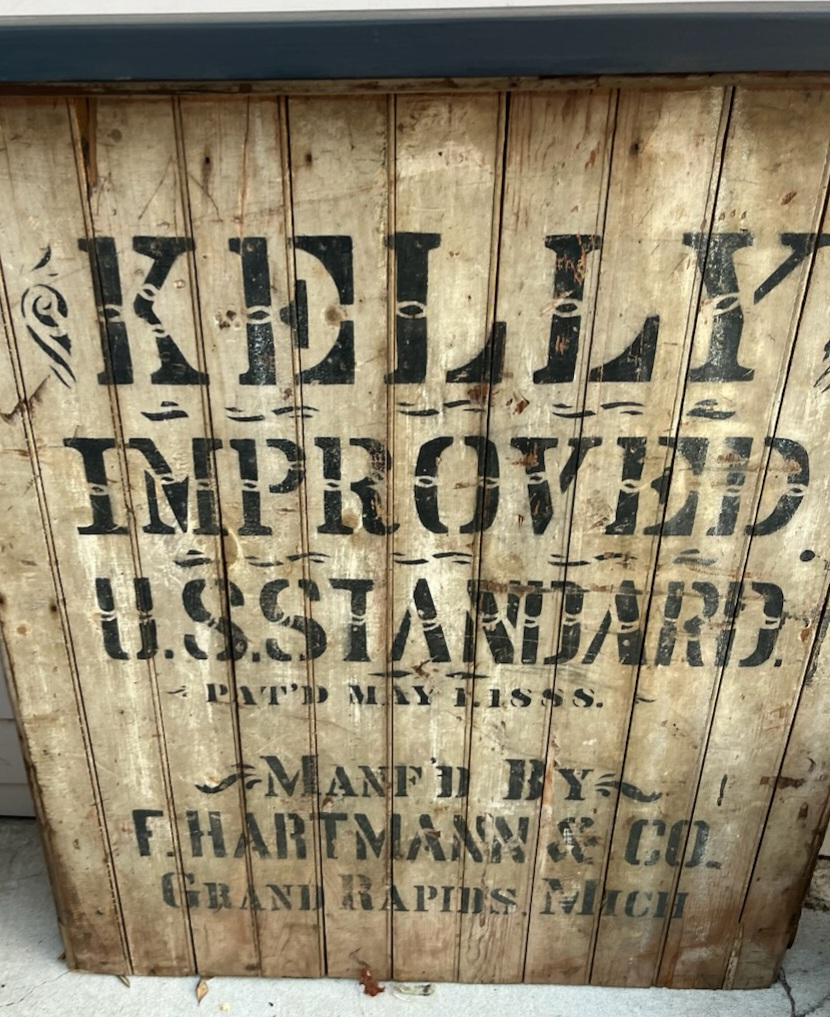 KELLY
IMPROVED
U.S. STANDARD.
PAT'D MAY 1.1888.
MANF'D BY
F. HARTMANN & CO.
GRAND RAPIDS. MICH